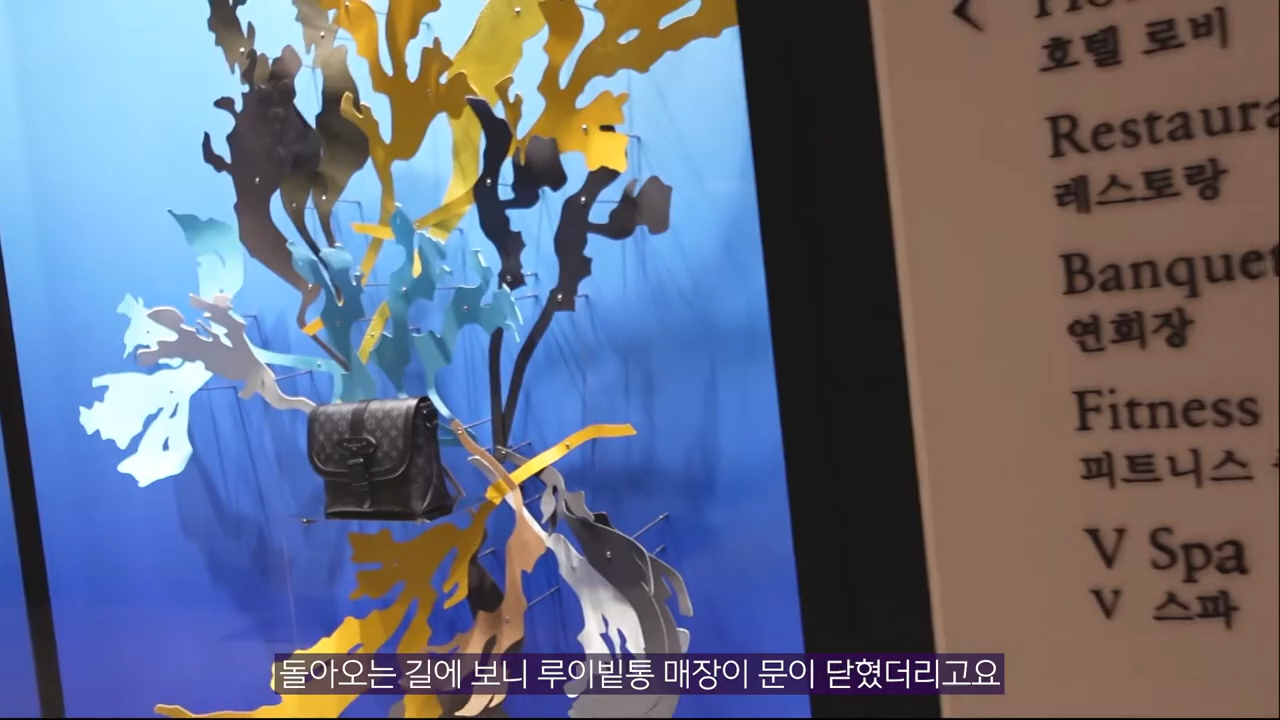 호텔 로비
Restaura
레스토랑
Banquet
연회장
Fitness
피트니스
V Spa
V 스파
돌아오는 길에 보니 루이빝통 매장이 문이 닫혔더리고요